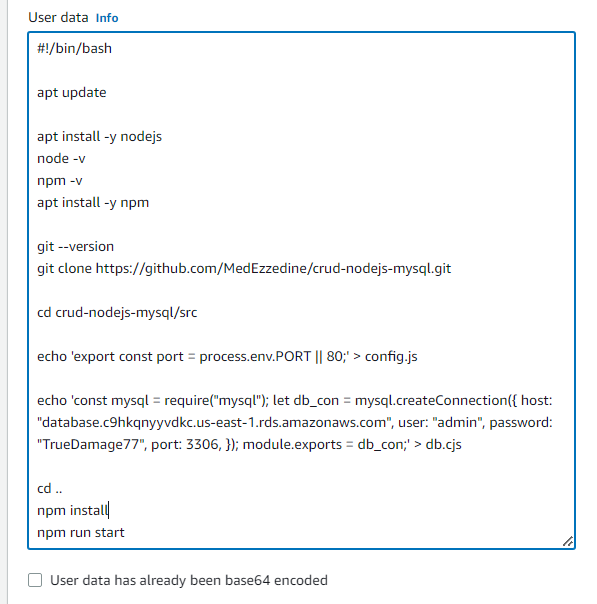 User data Info
#!/bin/bash
apt update
apt install -y nodejs
node -v
npm -v
apt install -y npm
git --version
git clone https://github.com/MedEzzedine/crud-nodejs-mysql.git
cd crud-nodejs-mysql/src
echo 'export const port = process.env.PORT || 80;' > config.js
echo 'const mysql = require("mysql"); let db_con = mysql.createConnection({ host:
"database.c9hkqnyyvdkc.us-east-1.rds.amazonaws.com", user: "admin", password:
"TrueDamage77", port: 3306, }); module.exports = db_con;' > db.cjs
cd ..
npm install
npm run start
User data has already been base64 encoded